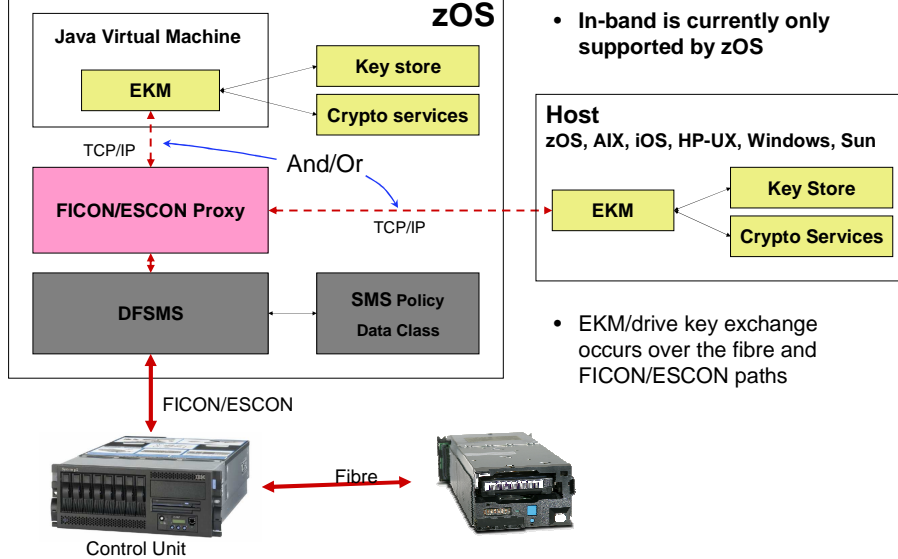 zOS
Java Virtual Machine
EKM
Key store
Crypto services
TCP/IP
And/Or
FICON/ESCON Proxy
TCP/IP
DFSMS
SMS Policy
Data Class
FICON/ESCON
Fibre
Control Unit
• In-band is currently only
supported by zOS
Host
zOS, AIX, iOS, HP-UX, Windows, Sun
EKM
Key Store
Crypto Services
• EKM/drive key exchange
occurs over the fibre and
FICON/ESCON paths